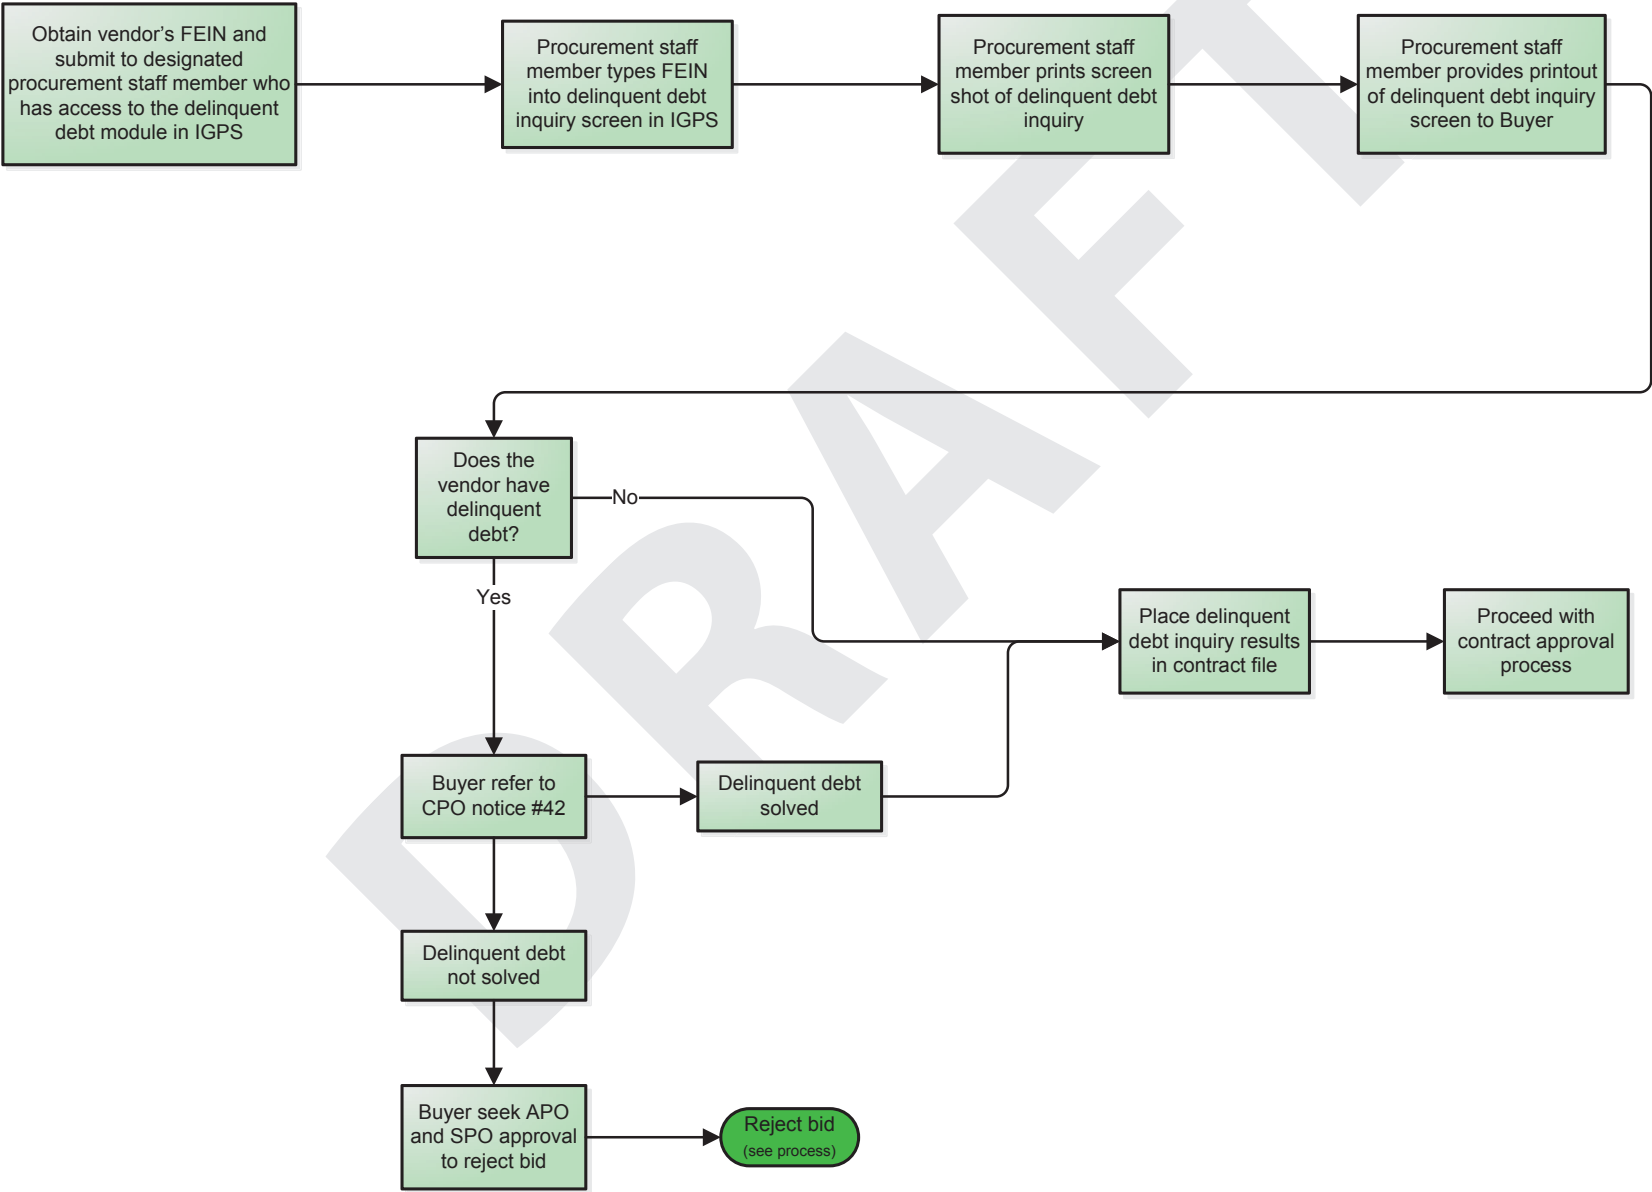 Obtain vendor's FEIN and
submit to designated
procurement staff member who
has access to the delinquent
debt module in IGPS
Procurement staff
member types FEIN
into delinquent debt
inquiry screen in IGPS
Procurement staff
member prints screen
shot of delinquent debt
inquiry
Procurement staff
member provides printout
of delinquent debt inquiry
screen to Buyer
Does the
vendor have
delinquent
debt?
No
Yes
Place delinquent
debt inquiry results
in contract file
Proceed with
contract approval
process
Buyer refer to
CPO notice #42
Delinquent debt
solved
Delinquent debt
not solved
Buyer seek APO
and SPO approval
to reject bid
Reject bid
(see process)
DRAFT